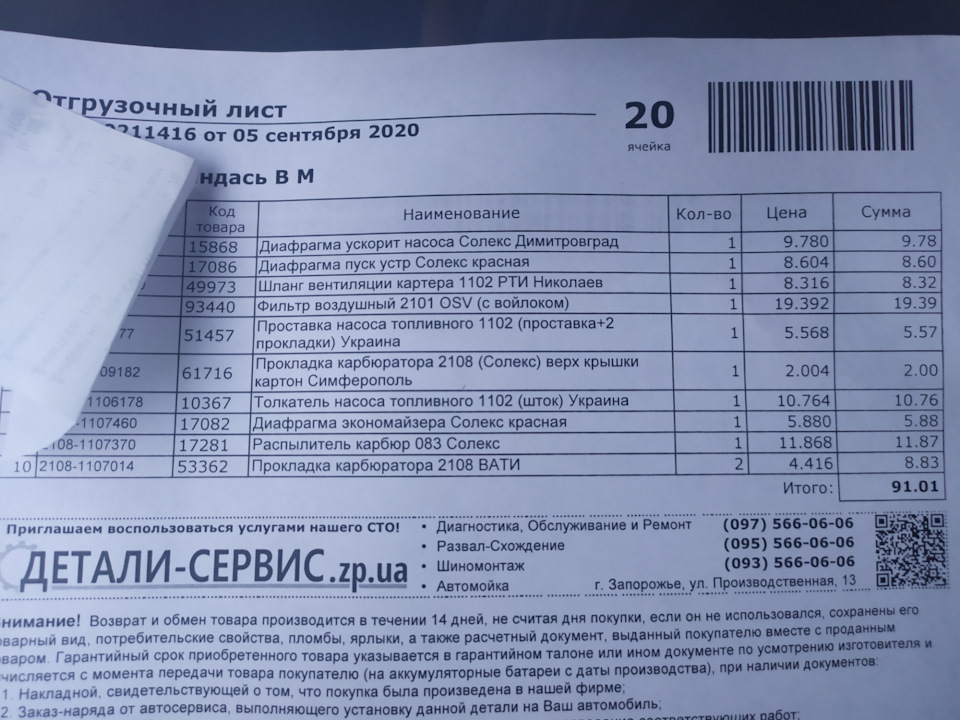 Отгрузочный лист
0211416 от 05 сентября 2020
20
ячейка
ндась В М
Код товара Наименование Кол-во Цена Сумма
15868 Диафрагма ускорит насоса Солекс Димитровград 1 9.780 9.78
17086 Диафрагма пуск устр Солекс красная 1 8.604 8.60
49973 Шланг вентиляции картера 1102 РТИ Николаев 1 8.316 8.32
93440 Фильтр воздушный 2101 OSV (с войлоком) 1 19.392 19.39
77 51457 Проставка насоса топливного 1102 (проставка+2
прокладки) Украина 1 5.568 5.57
09182 61716 Прокладка карбюратора 2108 (Солекс) верх крышки
картон Симферополь 1 2.004 2.00
1106178 10367 Толкатель насоса топливного 1102 (шток) Украина 1 10.764 10.76
-1107460 17082 Диафрагма экономайзера Солекс красная 1 5.880 5.88
2108-1107370 17281 Распылитель карбюр 083 Солекс 1 11.868 11.87
10 2108-1107014 53362 Прокладка карбюратора 2108 ВАТИ 2 4.416 8.83
Итого: 91.01
Приглашаем воспользоваться услугами нашего СТО!
ДЕТАЛИ-СЕРВИС.zp.ua
• Диагностика, Обслуживание и Ремонт (097) 566-06-06
• Развал-Схождение (095) 566-06-06
• Шиномонтаж (093) 566-06-06
• Автомойка г. Запорожье, ул. Производственная, 13
нимание! Возврат и обмен товара производится в течении 14 дней, не считая дня покупки, если он не использовался, сохранены его
оварный вид, потребительские свойства, пломбы, ярлыки, а также расчетный документ, выданный покупателю вместе с проданным
варом. Гарантийный срок приобретенного товара указывается в гарантийном талоне или ином документе по усмотрению изготовителя и
счисляется с момента передачи товара покупателю (на аккумуляторные батареи с даты производства), при наличии документов:
1. Накладной, свидетельствующей о том, что покупка была произведена в нашей фирме;
2. Заказ-наряда от автосервиса, выполняющего установку данной детали на Ваш автомобиль;